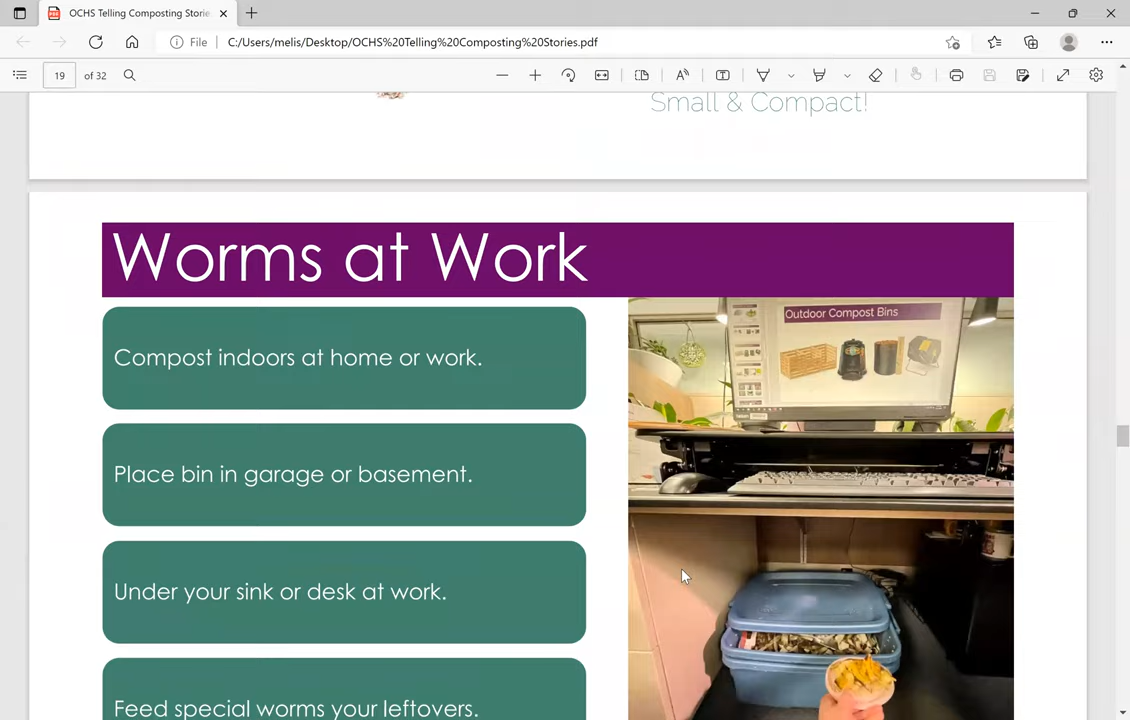 OCHS Telling Composting Storie
File
C:/Users/melis/Desktop/OCHS%20Telling%20Composting%20Stories.pdf
19
of 32
Small & Compact!
Worms at Work
Compost indoors at home or work.
Place bin in garage or basement.
Under your sink or desk at work.
Feed special worms your leftovers.
Outdoor Compost Bins